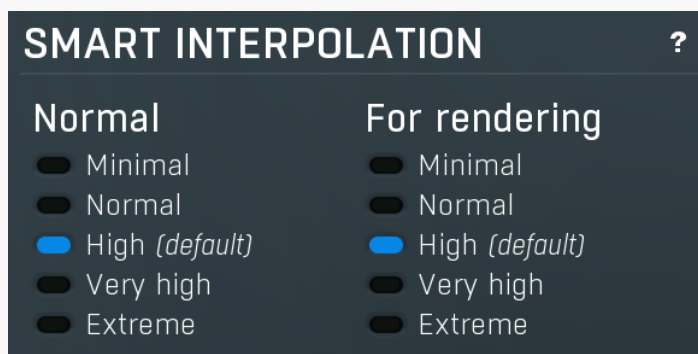 SMART INTERPOLATION ?
Normal
Minimal
Normal
High (default)
Very high
Extreme
For rendering
Minimal
Normal
High (default)
Very high
Extreme